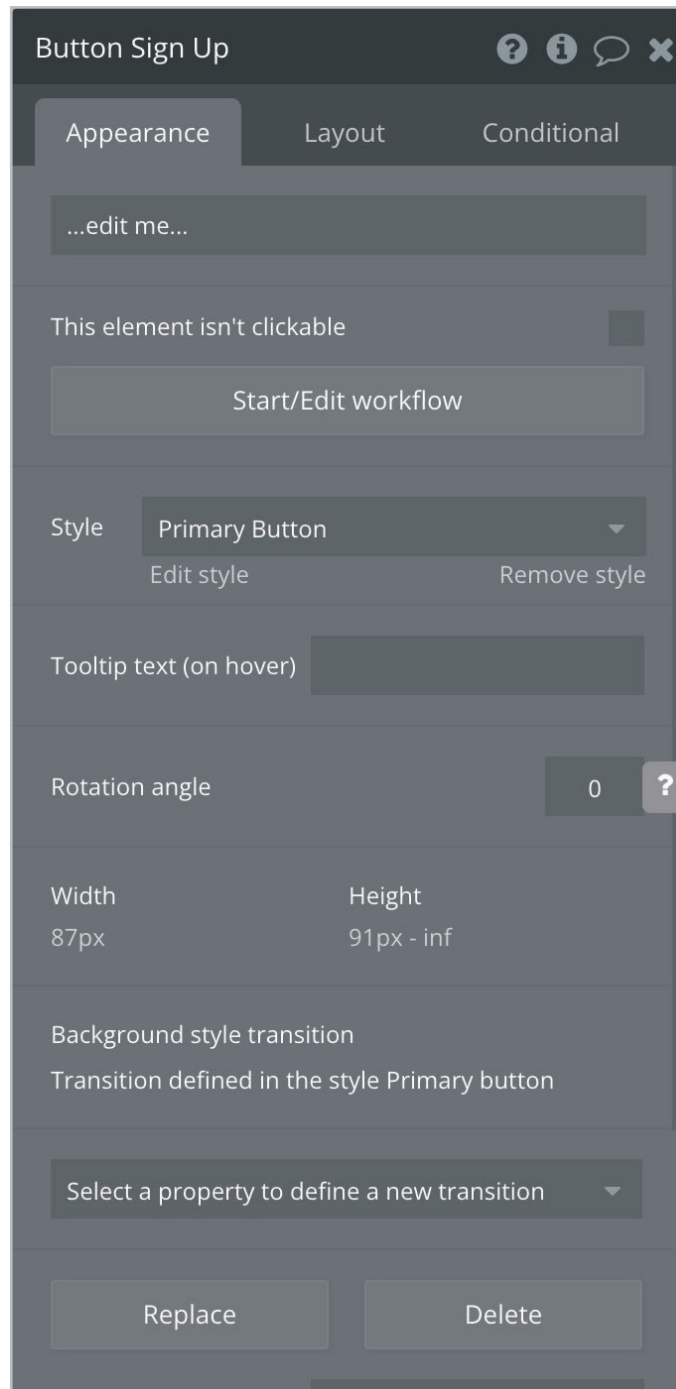 Button Sign Up
Appearance Layout Conditional
...edit me...
This element isn't clickable
Start/Edit workflow
Style Primary Button
Edit style Remove style
Tooltip text (on hover)
Rotation angle 0 ?
Width Height
87px 91px - inf
Background style transition
Transition defined in the style Primary button
Select a property to define a new transition
Replace Delete